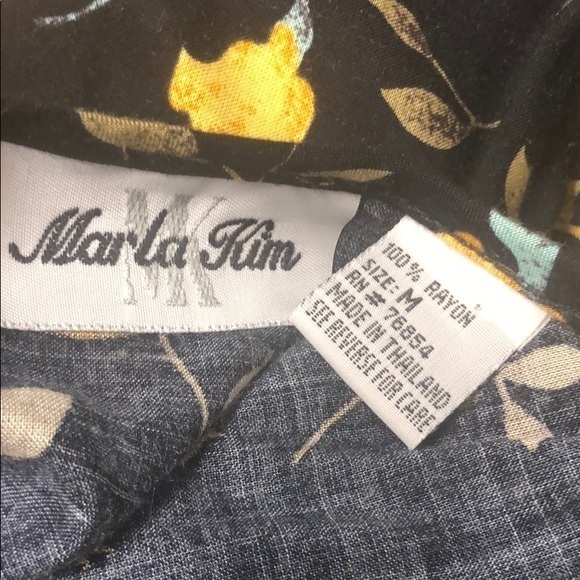 MK
Marla Kim
100% RAYON
SIZE: M
RN # 76854
MADE IN THAILAND
SEE REVERSE FOR CARE